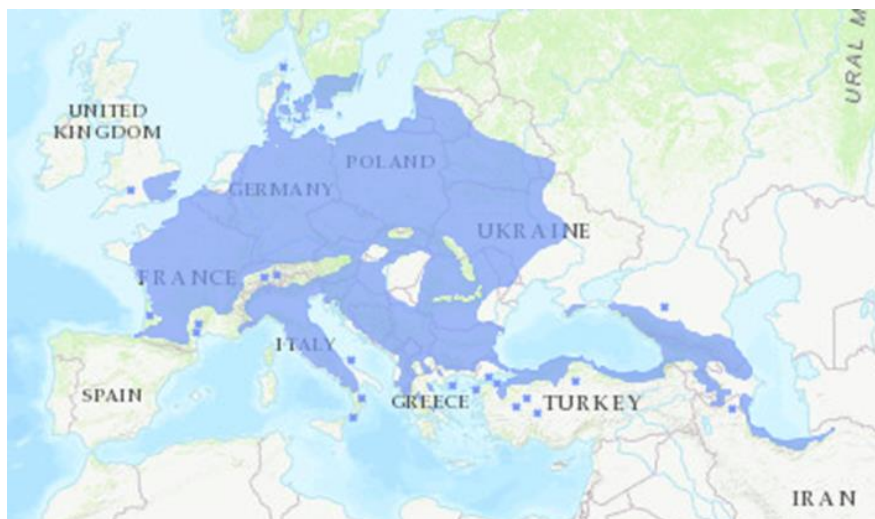 URAL M
UNITED
KINGDOM
POLAND
GERMANY
UKRAINE
FRANCE
ITALY
SPAIN
GREECE
TURKEY
IRAN